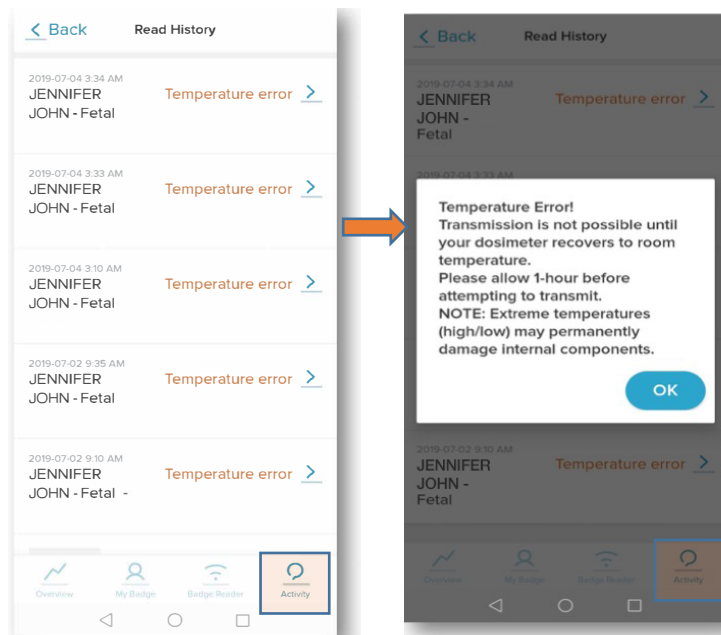 Back
Read History
2019-07-04 3:34 AM
JENNIFER
JOHN - Fetal
Temperature error
2019-07-04 3:33 AM
JENNIFER
JOHN - Fetal
Temperature error
2019-07-04 3:10 AM
JENNIFER
JOHN - Fetal
Temperature error
2019-07-02 9:35 AM
JENNIFER
JOHN - Fetal
Temperature error
2019-07-02 9:10 AM
JENNIFER
JOHN - Fetal -
Temperature error
Overview
My Badge
Badge Reader
Activity
Back
Read History
2019-07-04 3:34 AM
JENNIFER
JOHN -
Fetal
Temperature error
2019-07-04 3:33 AM
Temperature Error!
Transmission is not possible until
your dosimeter recovers to room
temperature.
Please allow 1-hour before
attempting to transmit.
NOTE: Extreme temperatures
(high/low) may permanently
damage internal components.
OK
2019-07-02 9:10 AM
JENNIFER
JOHN -
Fetal
Temperature error
Overview
My Badge
Badge Reader
Activity